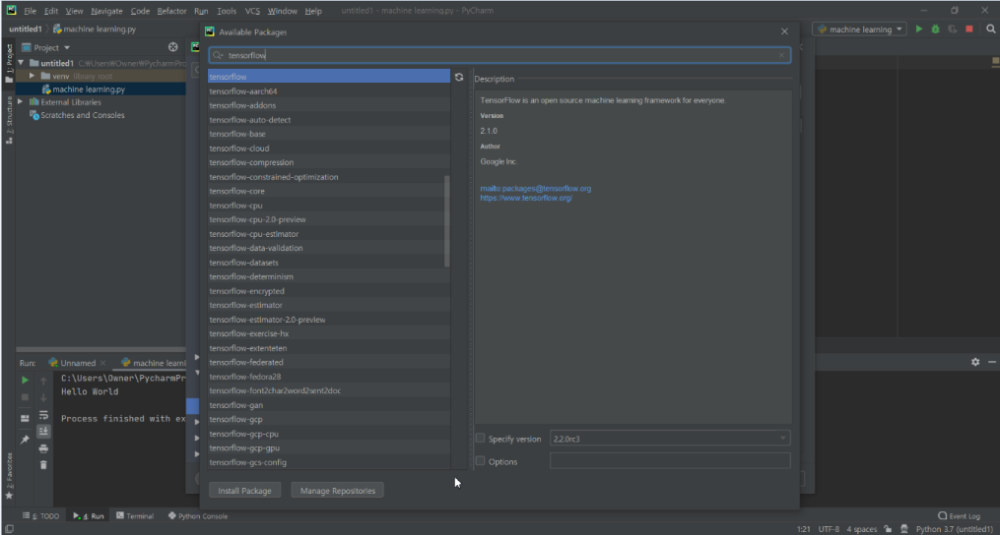 File Edit View Navigate Code Refactor Run Tools VCS Window Help untitled1 - machine learning.py - PyCharm
untitled1 machine learning.py
machine learning
Available Packages
tensorflow
1: Project
2: Structure
2: Favorites
Project
untitled1 C:₩Users₩Owner₩PycharmPro
venv library root
machine learning.py
External Libraries
Scratches and Consoles
tensorflow
tensorflow-aarch64
tensorflow-addons
tensorflow-auto-detect
tensorflow-base
tensorflow-cloud
tensorflow-compression
tensorflow-constrained-optimization
tensorflow-core
tensorflow-cpu
tensorflow-cpu-2.0-preview
tensorflow-cpu-estimator
tensorflow-data-validation
tensorflow-datasets
tensorflow-determinism
tensorflow-encrypted
tensorflow-estimator
tensorflow-estimator-2.0-preview
tensorflow-exercise-hx
tensorflow-extenteten
tensorflow-federated
tensorflow-fedora28
tensorflow-font2char2word2sent2doc
tensorflow-gan
tensorflow-gcp
tensorflow-gcp-cpu
tensorflow-gcp-gpu
tensorflow-gcs-config
Description
TensorFlow is an open source machine learning framework for everyone.
Version
2.1.0
Author
Google Inc.
mailto:packages@tensorflow.org
https://www.tensorflow.org/
Specify version 2.2.0rc3
Options
Install Package Manage Repositories
Run: Unnamed machine learni
C:\Users\Owner\PycharmPr
Hello World
Process finished with ex
6: TODO 4: Run Terminal Python Console Event Log
1:21 UTF-8 4 spaces Python 3.7 (untitled1)